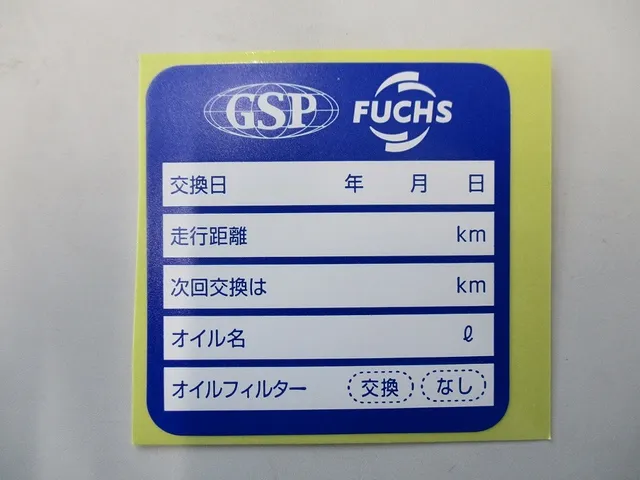 GSP FUCHS
交換日 年 月 日
走行距離 km
次回交換は km
オイル名 ℓ
オイルフィルター 交換 なし